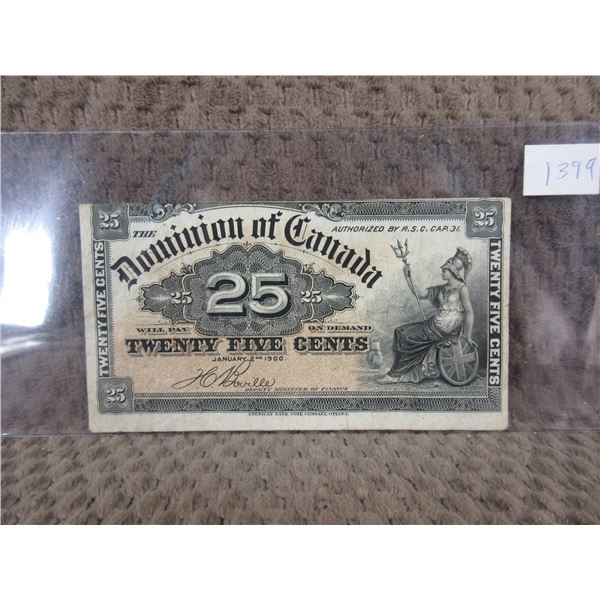 1399
25
25
THE
Dominion of Canada
AUTHORIZED BY R.S.C. CAP. 31.
TWENTY FIVE CENTS
25 25 25
TWENTY FIVE CENTS
WILL PAY ON DEMAND
TWENTY FIVE CENTS
JANUARY 2ND 1900.
J C Boville
DEPUTY MINISTER OF FINANCE
25
AMERICAN BANK NOTE COMPANY, OTTAWA.